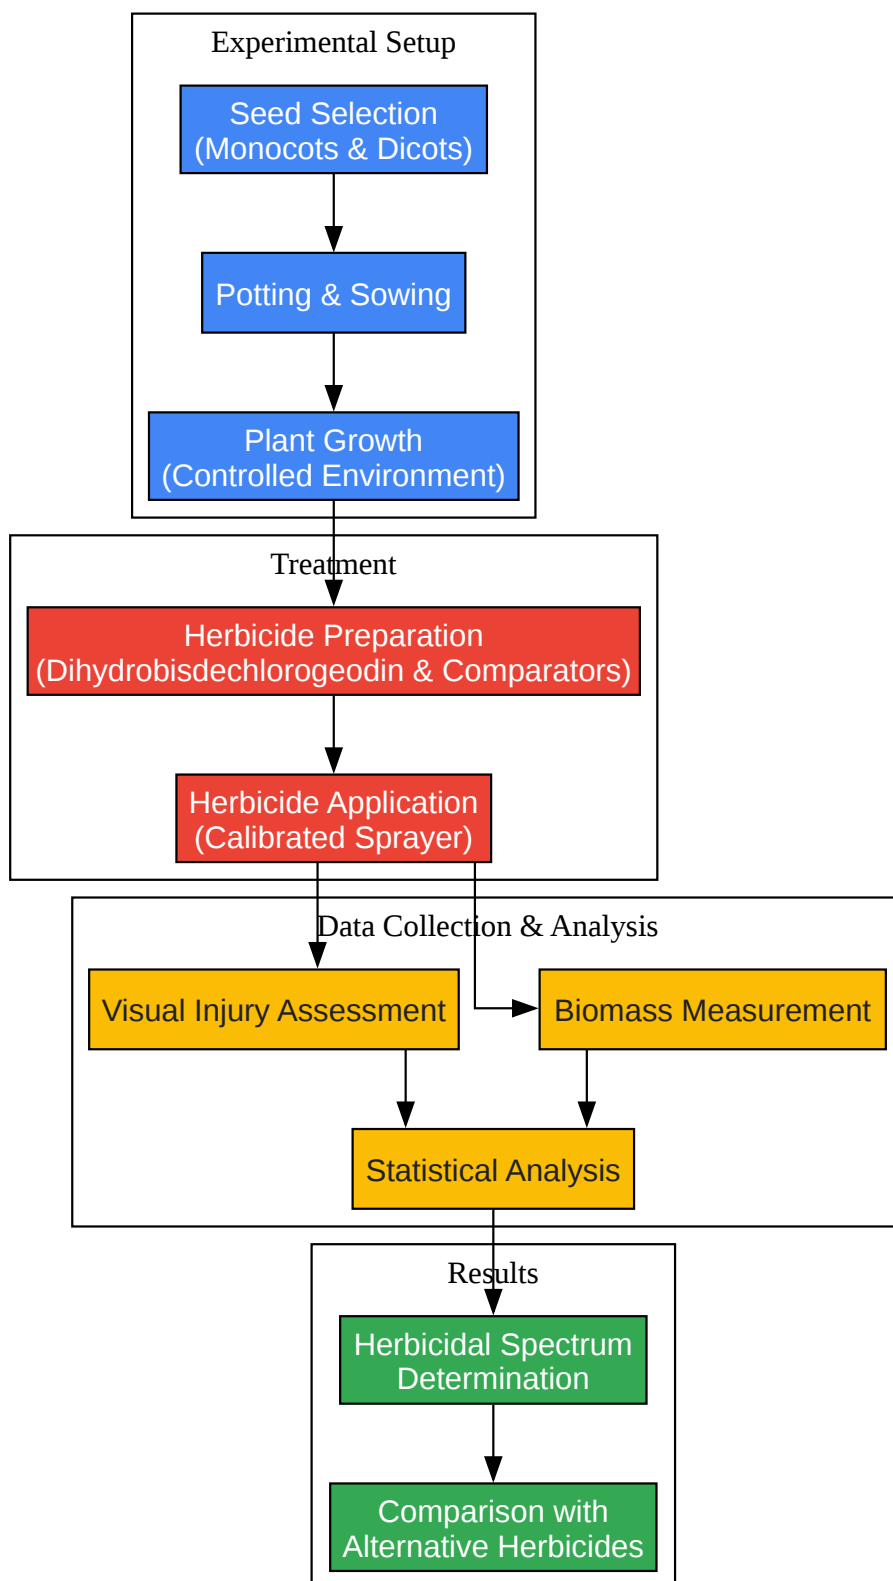 Experimental Setup
Seed Selection
(Monocots & Dicots)
Potting & Sowing
Plant Growth
(Controlled Environment)
Treatment
Herbicide Preparation
(Dihydrobisdechlorogeodin & Comparators)
Herbicide Application
(Calibrated Sprayer)
Data Collection & Analysis
Visual Injury Assessment
Biomass Measurement
Statistical Analysis
Results
Herbicidal Spectrum
Determination
Comparison with
Alternative Herbicides